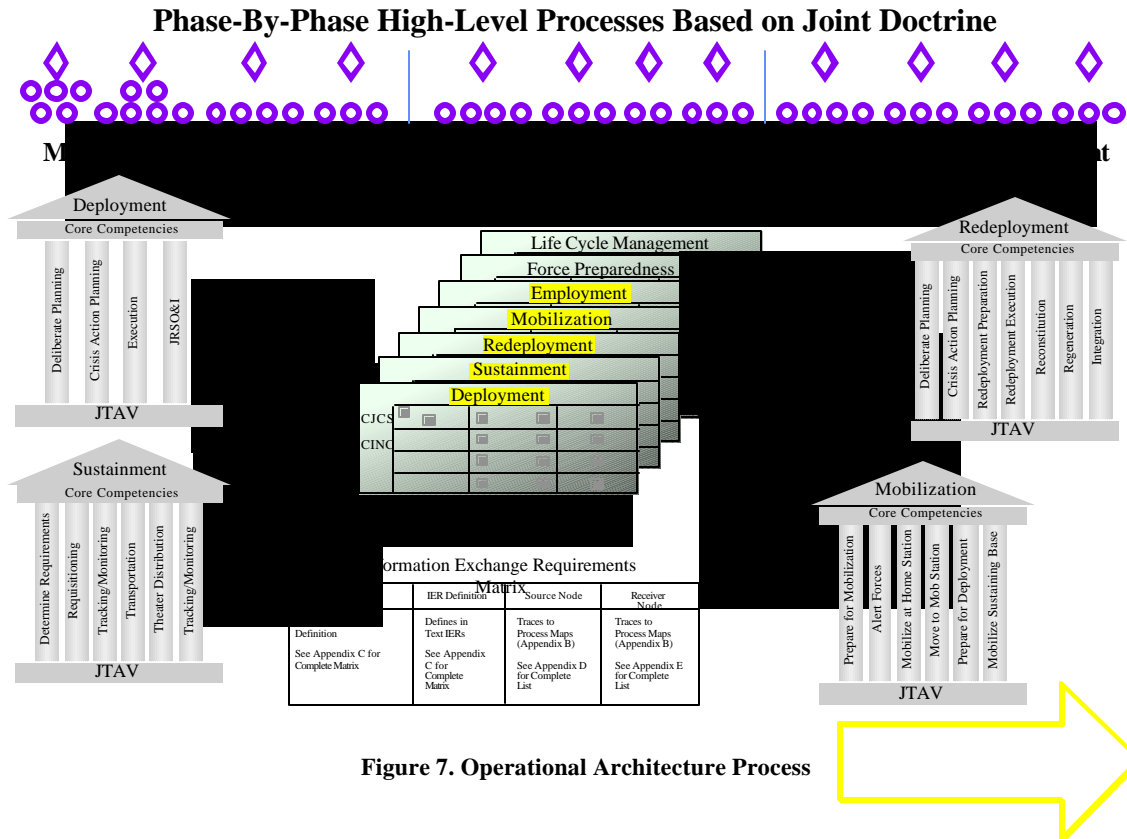 Phase-By-Phase High-Level Processes Based on Joint Doctrine
Deployment
Core Competencies
Deliberate Planning
Crisis Action Planning
Execution
JRSO&I
JTAV
Sustainment
Core Competencies
Determine Requirements
Requisitioning
Tracking/Monitoring
Transportation
Theater Distribution
Tracking/Monitoring
JTAV
Life Cycle Management
Force Preparedness
Employment
Mobilization
Redeployment
Sustainment
Deployment
CJCS
CINC
Exchange Requirements
Matrix
IER Definition
Source Node
Receiver
Node
Definition
See Appendix C for
Complete Matrix
Defines in
Text IERs
See Appendix
C for
Complete
Matrix
Traces to
Process Maps
(Appendix B)
See Appendix D
for Complete
List
Traces to
Process Maps
(Appendix B)
See Appendix E
for Complete
List
Redeployment
Core Competencies
Deliberate Planning
Crisis Action Planning
Redeployment Preparation
Redeployment Execution
Reconstitution
Regeneration
Integration
JTAV
Mobilization
Core Competencies
Prepare for Mobilization
Alert Forces
Mobilize at Home Station
Move to Mob Station
Prepare for Deployment
Mobilize Sustaining Base
JTAV
Figure 7. Operational Architecture Process